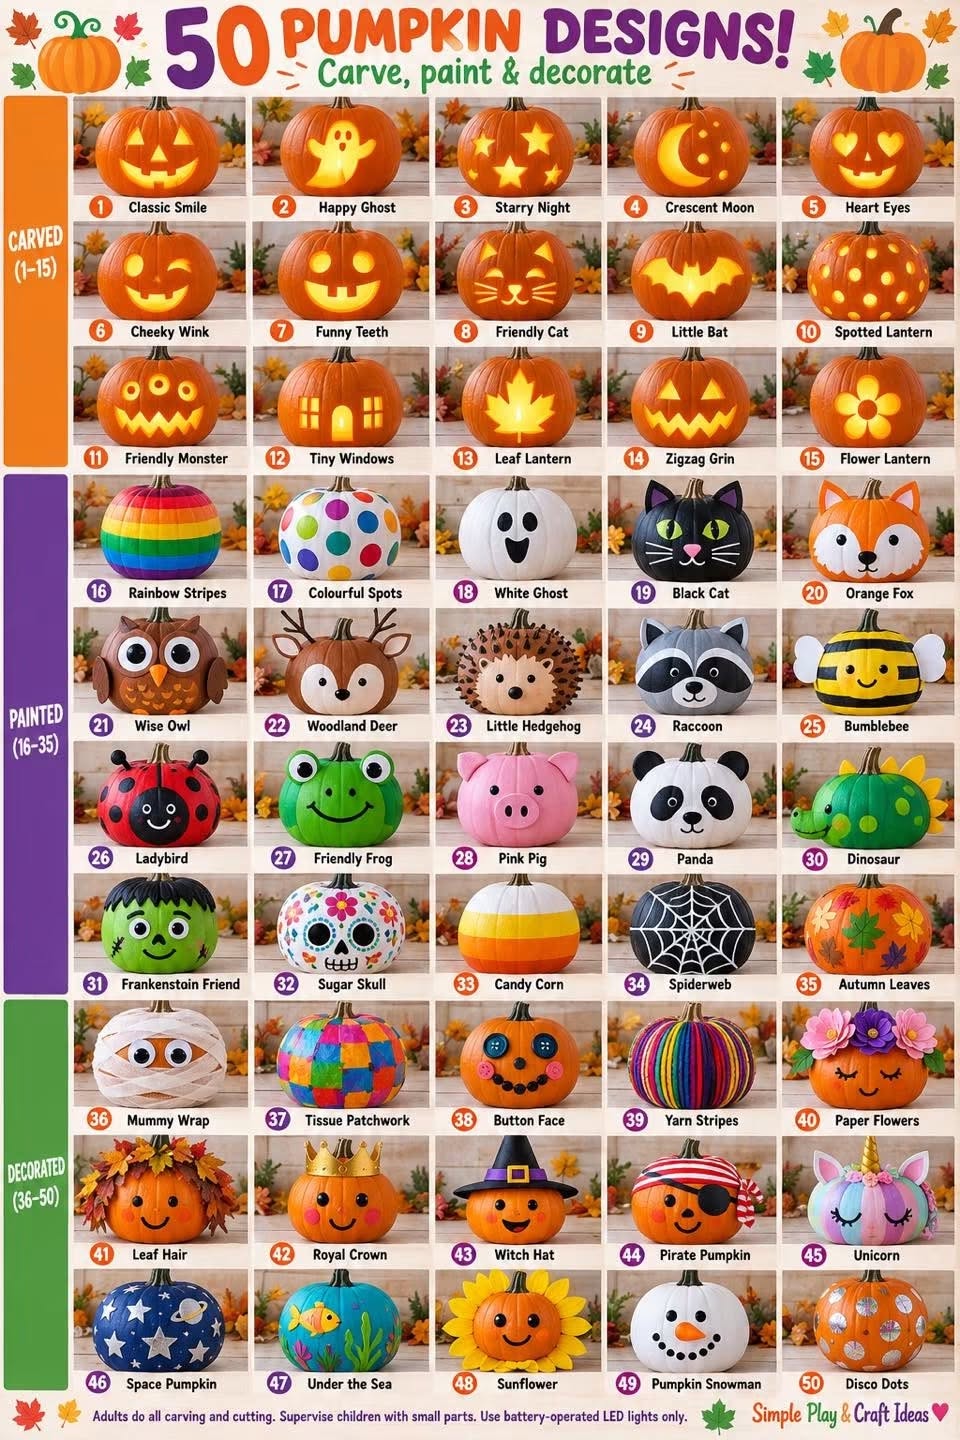 50 PUMPKIN DESIGNS!
Carve, paint & decorate
CARVED
(1–15)
1 Classic Smile
2 Happy Ghost
3 Starry Night
4 Crescent Moon
5 Heart Eyes
6 Cheeky Wink
7 Funny Teeth
8 Friendly Cat
9 Little Bat
10 Spotted Lantern
11 Friendly Monster
12 Tiny Windows
13 Leaf Lantern
14 Zigzag Grin
15 Flower Lantern
PAINTED
(16–35)
16 Rainbow Stripes
17 Colourful Spots
18 White Ghost
19 Black Cat
20 Orange Fox
21 Wise Owl
22 Woodland Deer
23 Little Hedgehog
24 Raccoon
25 Bumblebee
26 Ladybird
27 Friendly Frog
28 Pink Pig
29 Panda
30 Dinosaur
31 Frankenstoin Friend
32 Sugar Skull
33 Candy Corn
34 Spiderweb
35 Autumn Leaves
DECORATED
(36–50)
36 Mummy Wrap
37 Tissue Patchwork
38 Button Face
39 Yarn Stripes
40 Paper Flowers
41 Leaf Hair
42 Royal Crown
43 Witch Hat
44 Pirate Pumpkin
45 Unicorn
46 Space Pumpkin
47 Under the Sea
48 Sunflower
49 Pumpkin Snowman
50 Disco Dots
Adults do all carving and cutting. Supervise children with small parts. Use battery-operated LED lights only.
Simple Play & Craft Ideas